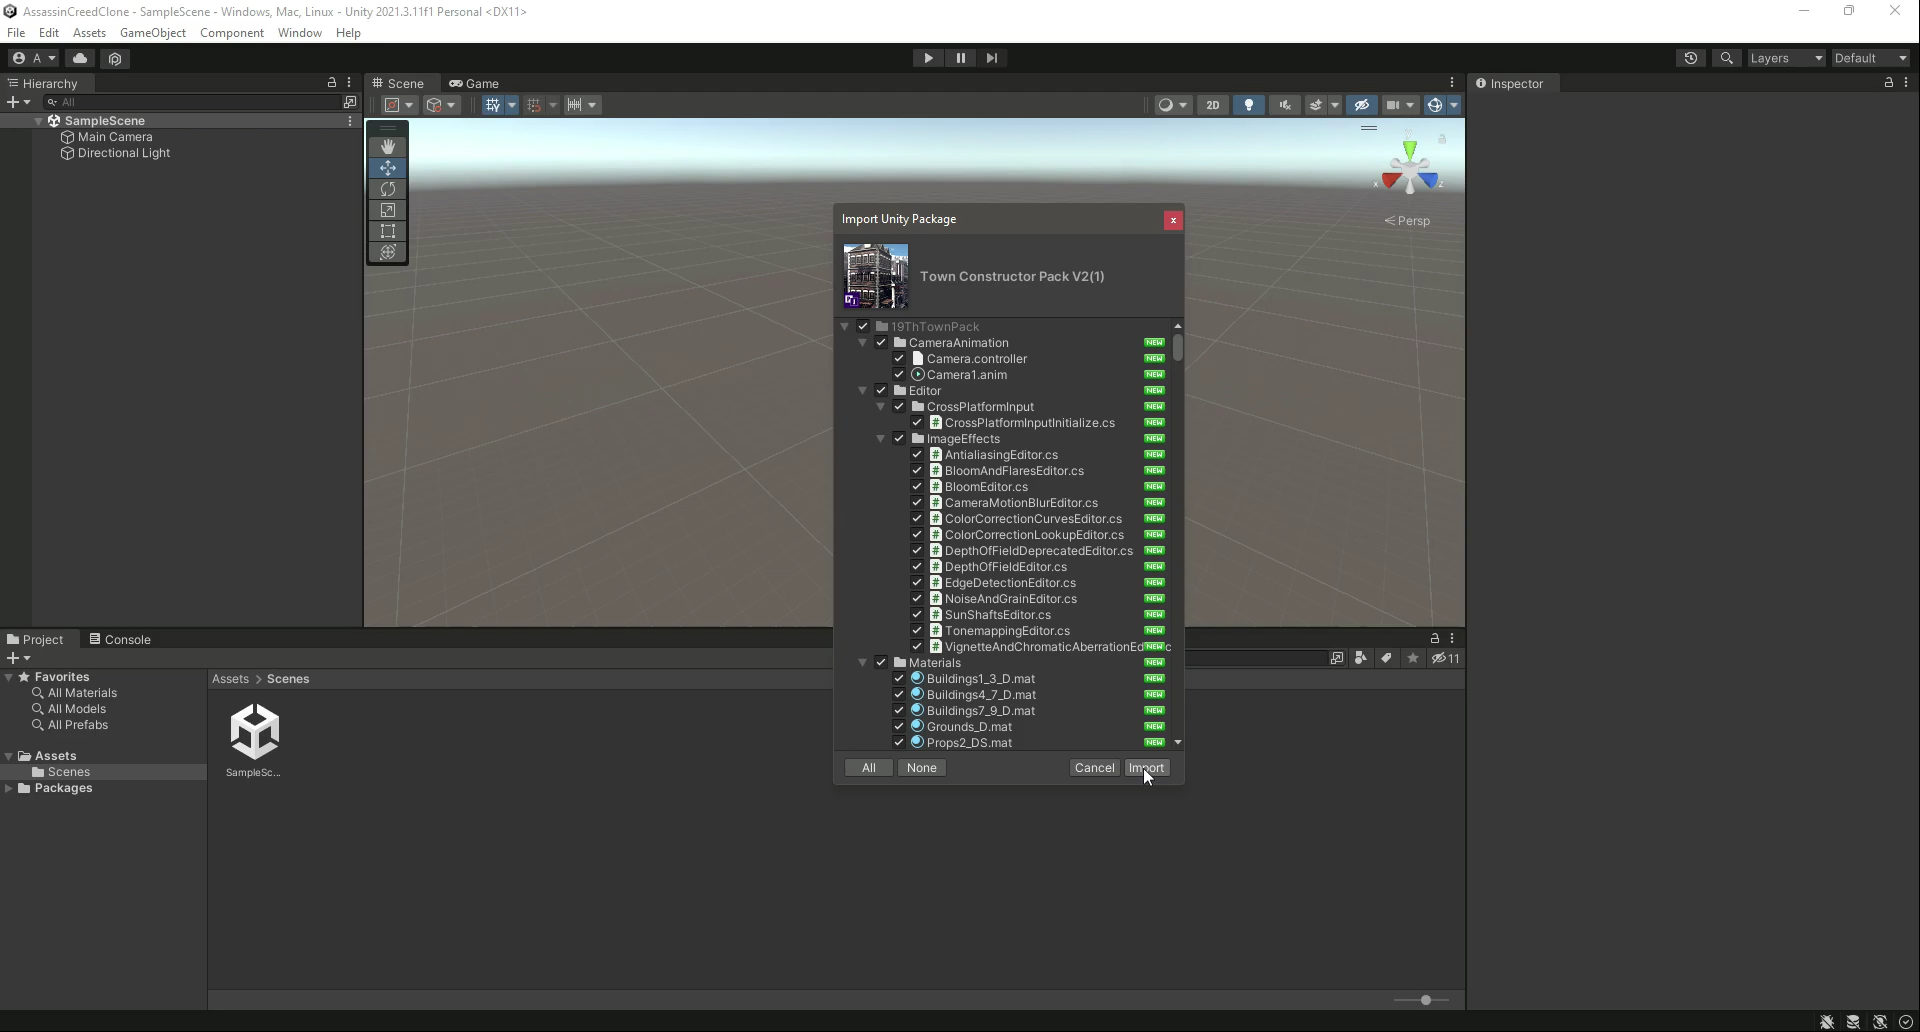 AssassinCreedClone - SampleScene - Windows, Mac, Linux - Unity 2021.3.11f1 Personal <DX11>
File Edit Assets GameObject Component Window Help
A
Layers Default
Hierarchy
Scene Game
Inspector
All
2D
SampleScene
Main Camera
Directional Light
x z
Persp
Import Unity Package
x
Town Constructor Pack V2(1)
19ThTownPack
CameraAnimation NEW
Camera.controller NEW
Camera1.anim NEW
Editor NEW
CrossPlatformInput NEW
CrossPlatformInputInitialize.cs NEW
ImageEffects NEW
AntialiasingEditor.cs NEW
BloomAndFlaresEditor.cs NEW
BloomEditor.cs NEW
CameraMotionBlurEditor.cs NEW
ColorCorrectionCurvesEditor.cs NEW
ColorCorrectionLookupEditor.cs NEW
DepthOfFieldDeprecatedEditor.cs NEW
DepthOfFieldEditor.cs NEW
EdgeDetectionEditor.cs NEW
NoiseAndGrainEditor.cs NEW
SunShaftsEditor.cs NEW
TonemappingEditor.cs NEW
VignetteAndChromaticAberrationEd NEW c
Materials NEW
Buildings1_3_D.mat NEW
Buildings4_7_D.mat NEW
Buildings7_9_D.mat NEW
Grounds_D.mat NEW
Props2_DS.mat NEW
All None Cancel Import
Project Console
11
Favorites
All Materials
All Models
All Prefabs
Assets
Scenes
Packages
Assets > Scenes
SampleSc...